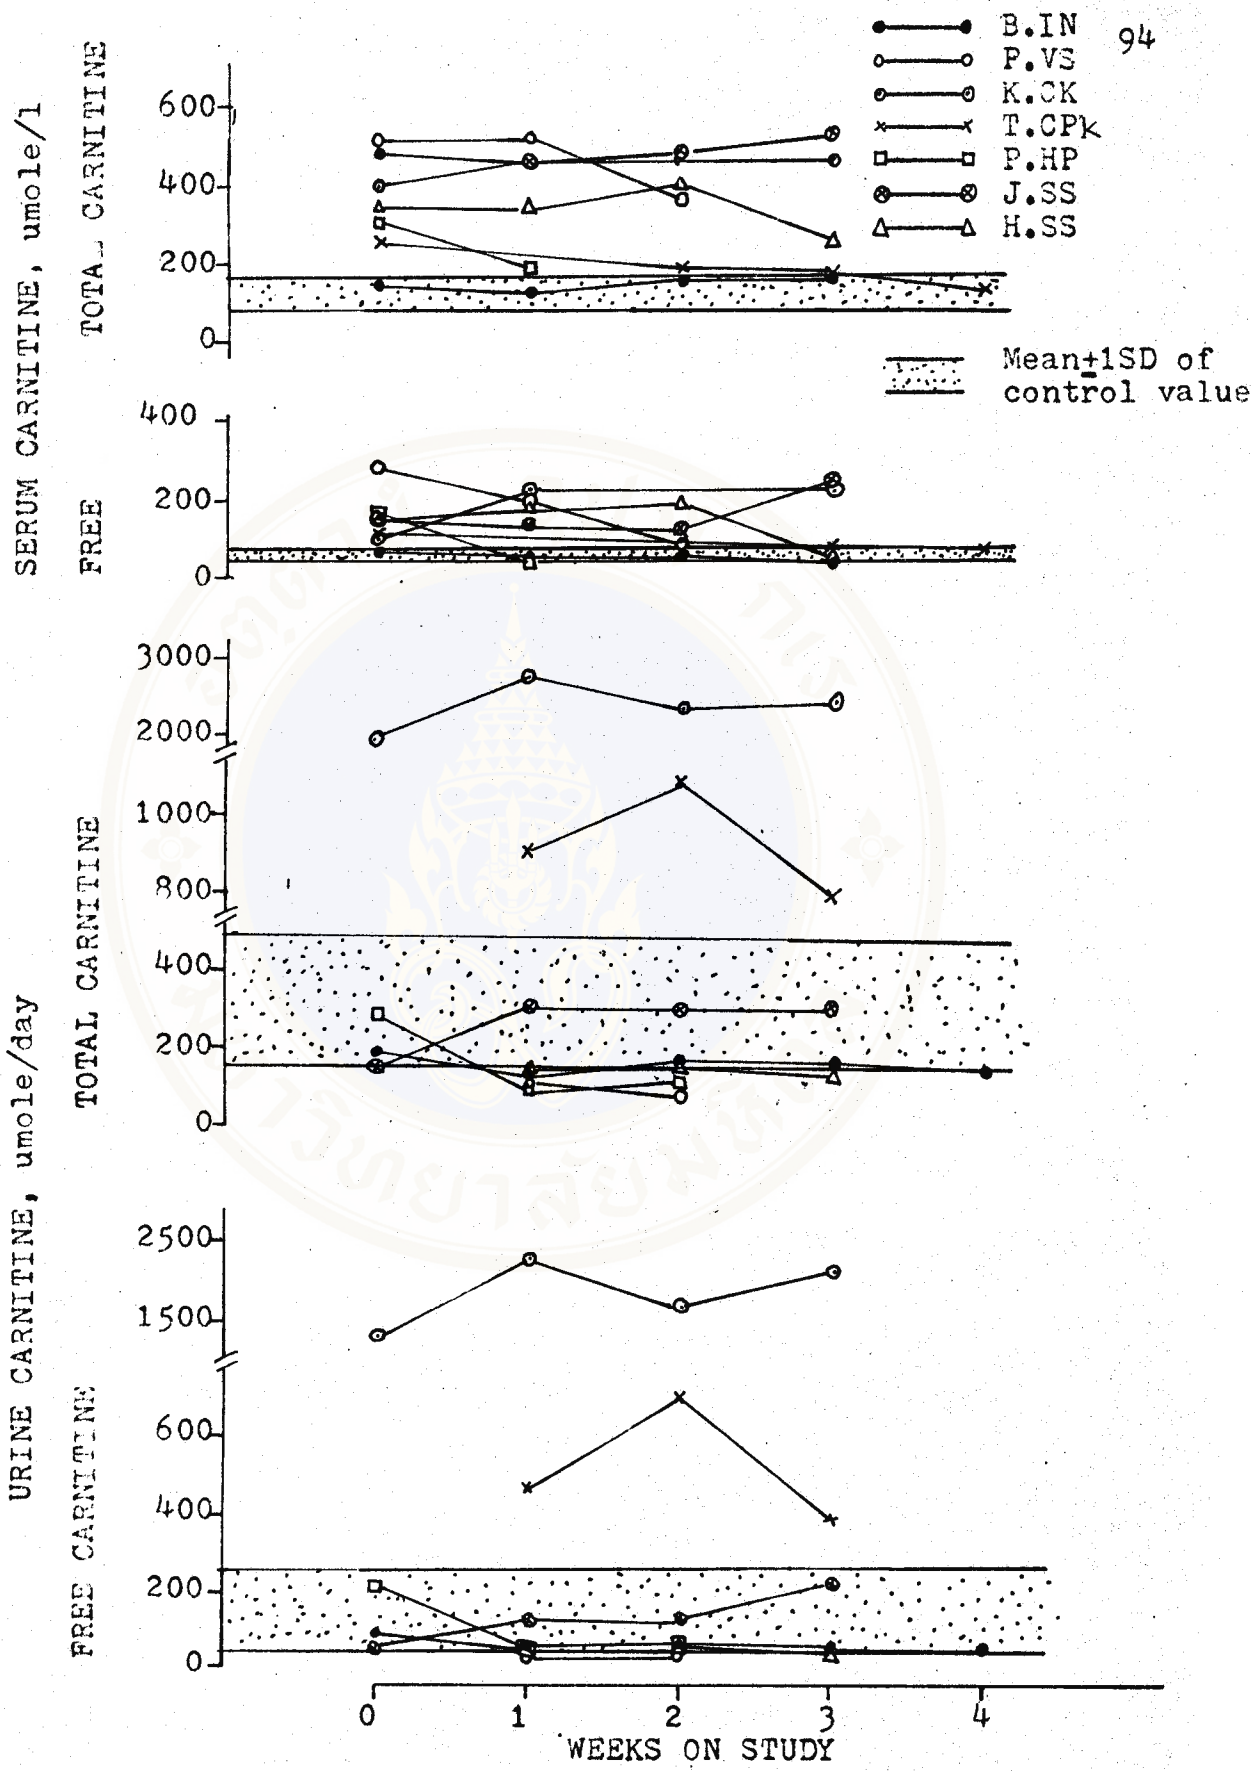 94
B.IN
P.VS
K.CK
T.CPk
P.HP
J.SS
H.SS
Mean±1SD of
control value
SERUM CARNITINE, umole/l
TOTAL CARNITINE
600
400
200
0
FREE
400
200
0
URINE CARNITINE, umole/day
TOTAL CARNITINE
3000
2000
1000
800
400
200
0
FREE CARNITINE
2500
1500
600
400
200
0
0 1 2 3 4
WEEKS ON STUDY